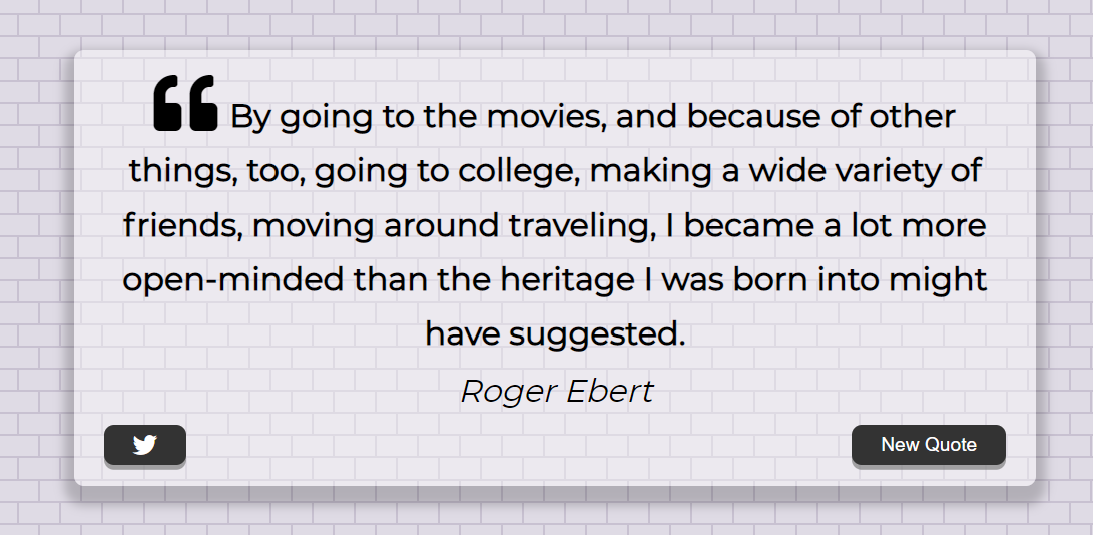 “ By going to the movies, and because of other
things, too, going to college, making a wide variety of
friends, moving around traveling, I became a lot more
open-minded than the heritage I was born into might
have suggested.
Roger Ebert
New Quote